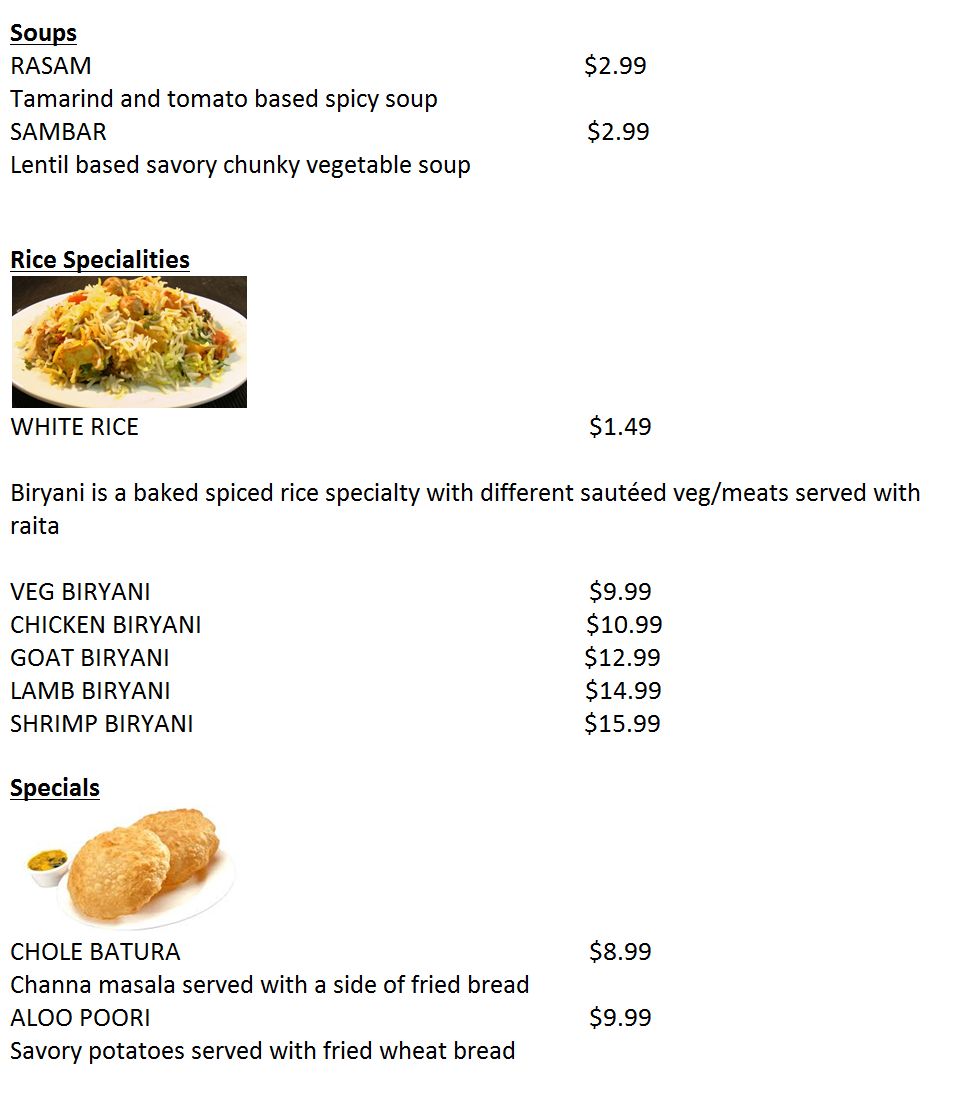 Soups
RASAM $2.99
Tamarind and tomato based spicy soup
SAMBAR $2.99
Lentil based savory chunky vegetable soup
Rice Specialities
WHITE RICE $1.49
Biryani is a baked spiced rice specialty with different sautéed veg/meats served with
raita
VEG BIRYANI $9.99
CHICKEN BIRYANI $10.99
GOAT BIRYANI $12.99
LAMB BIRYANI $14.99
SHRIMP BIRYANI $15.99
Specials
CHOLE BATURA $8.99
Channa masala served with a side of fried bread
ALOO POORI $9.99
Savory potatoes served with fried wheat bread